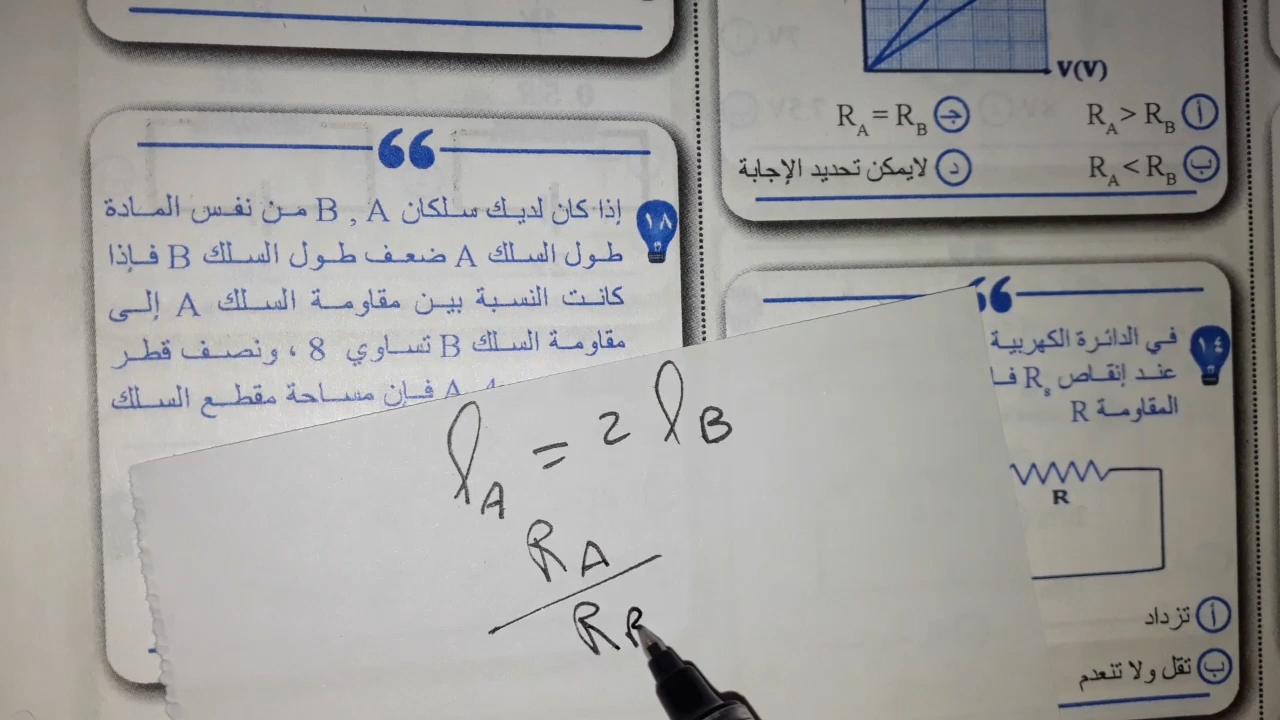 V(V)
أ R_A > R_B
جـ R_A = R_B
ب R_A < R_B
د لايمكن تحديد الإجابة
١٤
في الدائرة الكهربية
عند إنقاص R_s فـا
المقاومة R
R
أ تزداد
ب تقل ولا تنعدم
١٨
إذا كان لديك سلكان A , B من نفس المادة
طول السلك A ضعف طول السلك B فإذا
كانت النسبة بين مقاومة السلك A إلى
مقاومة السلك B تساوي 8 ، ونصف قطر
A فإن مساحة مقطع السلك
l_A = 2 l_B
R_A
R_B